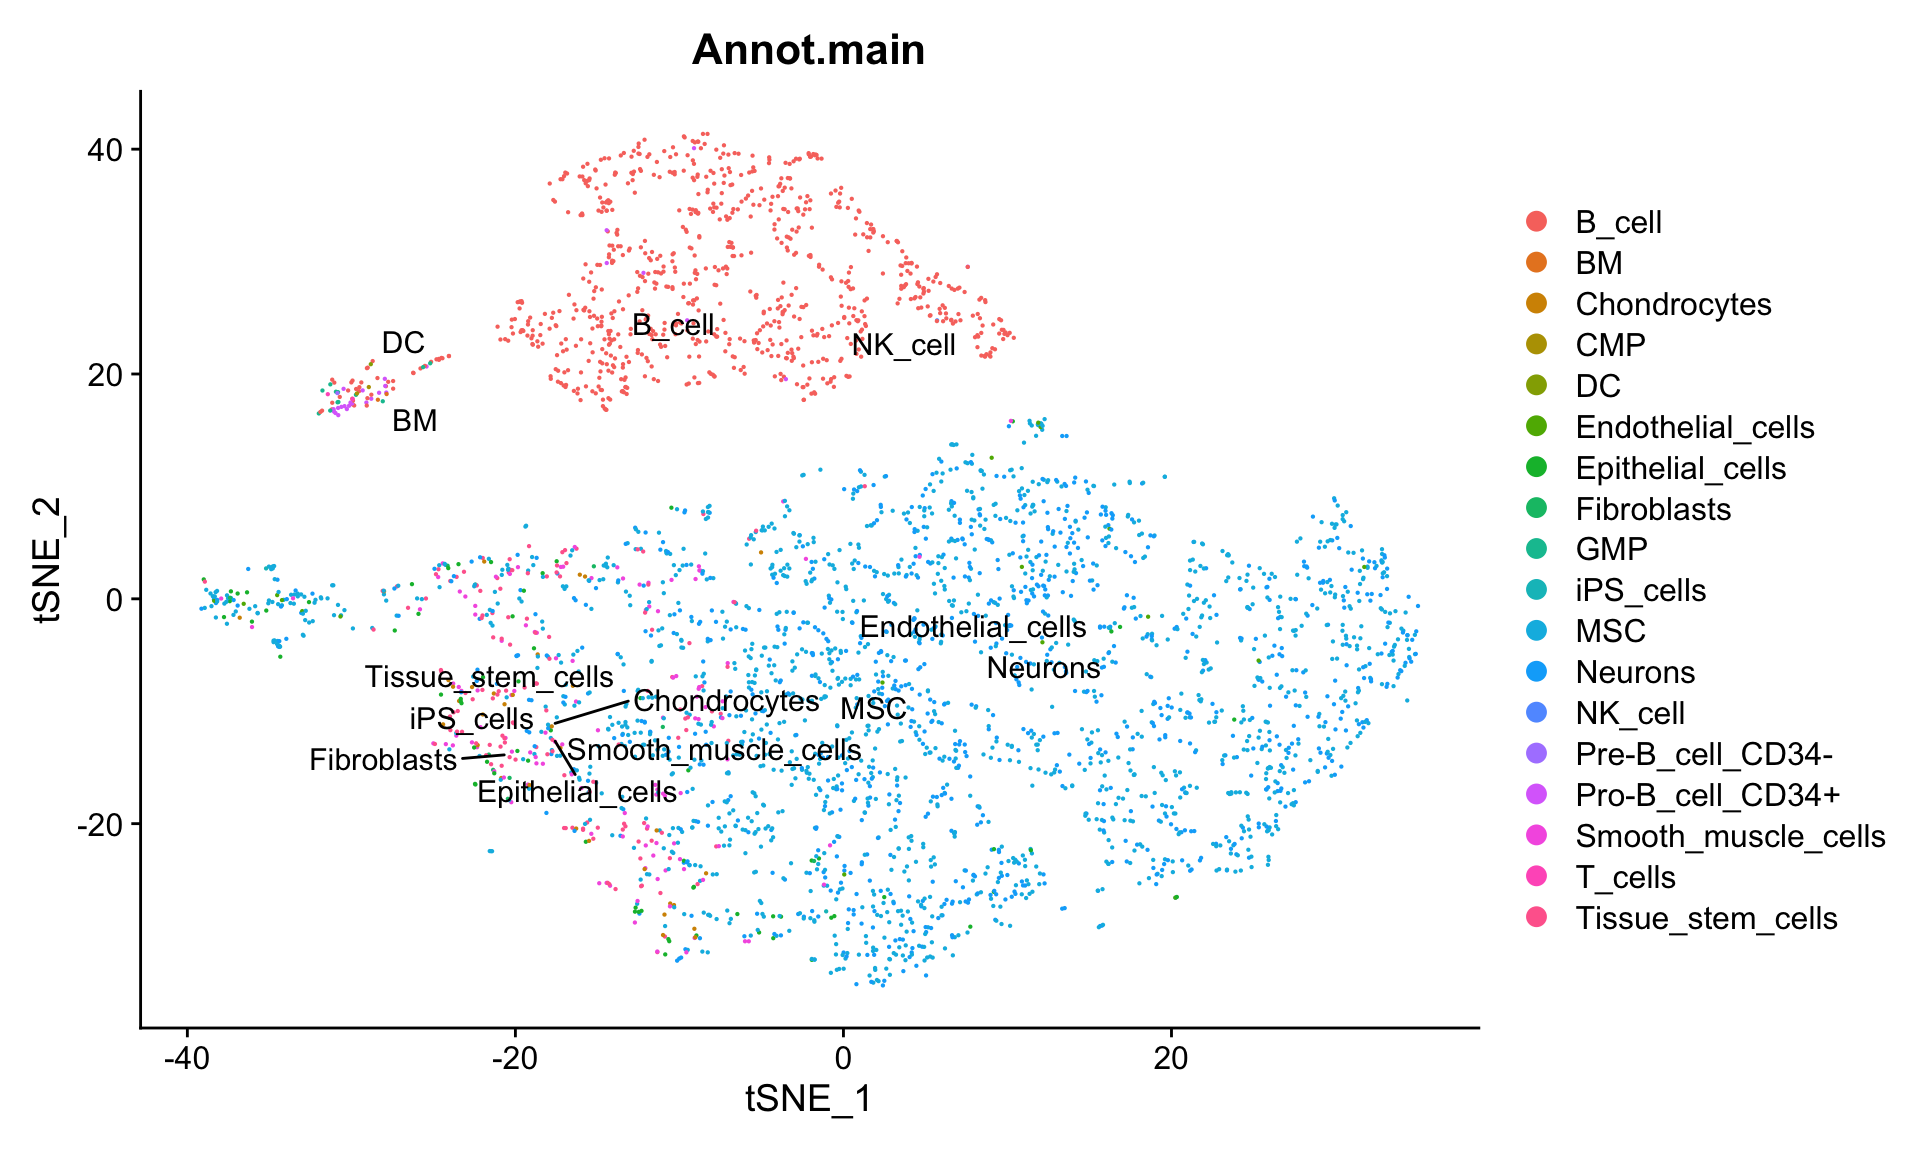 Annot.main
40
20
0
-20
tSNE_2
DC
BM
B_cell
NK_cell
Endothelial_cells
Neurons
Tissue_stem_cells
Chondrocytes
MSC
iPS_cells
Smooth_muscle_cells
Fibroblasts
Epithelial_cells
-40
-20
0
20
tSNE_1
B_cell
BM
Chondrocytes
CMP
DC
Endothelial_cells
Epithelial_cells
Fibroblasts
GMP
iPS_cells
MSC
Neurons
NK_cell
Pre-B_cell_CD34-
Pro-B_cell_CD34+
Smooth_muscle_cells
T_cells
Tissue_stem_cells